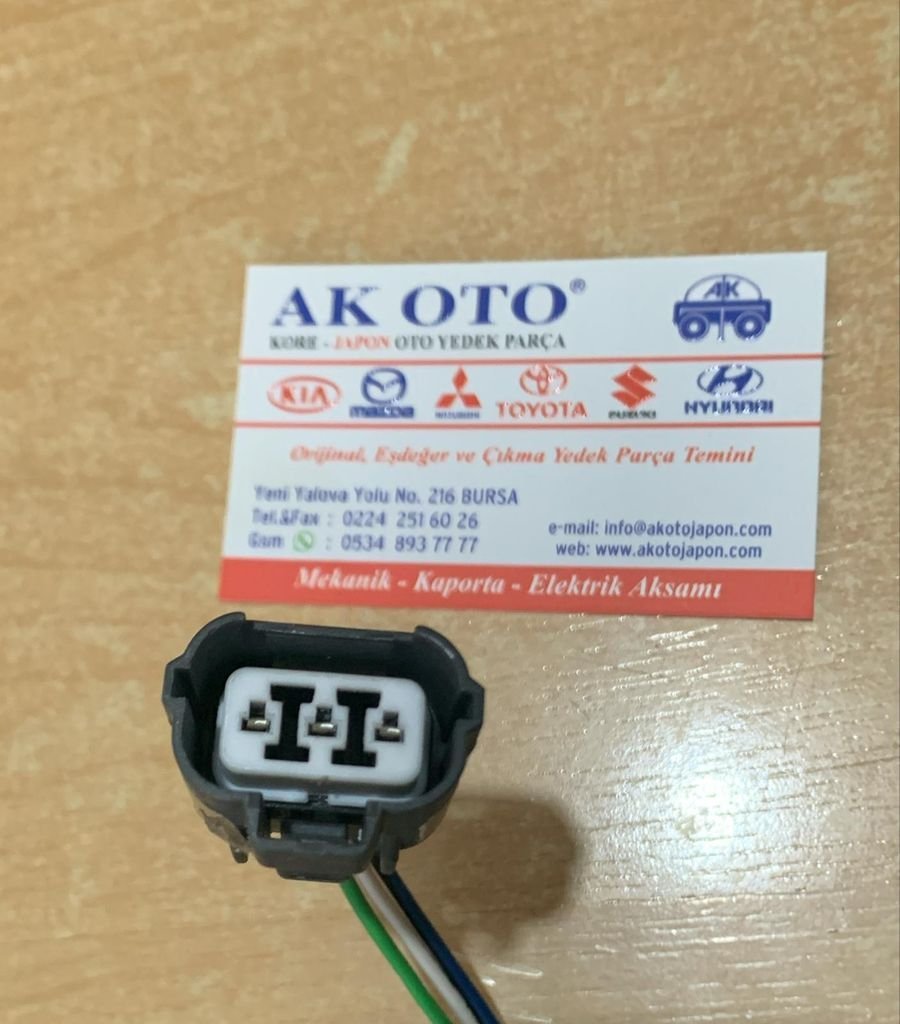 AK OTO®
AK
KORE - JAPON OTO YEDEK PARÇA
KIA mazda MITSUBISHI TOYOTA SUZUKI HYUNDAI
Orijinal, Eşdeğer ve Çıkma Yedek Parça Temini
Yeni Yalova Yolu No. 216 BURSA
Tel.&Fax : 0224 251 60 26
Gsm : 0534 893 77 77
e-mail: info@akotojapon.com
web: www.akotojapon.com
Mekanik - Kaporta - Elektrik Aksamı